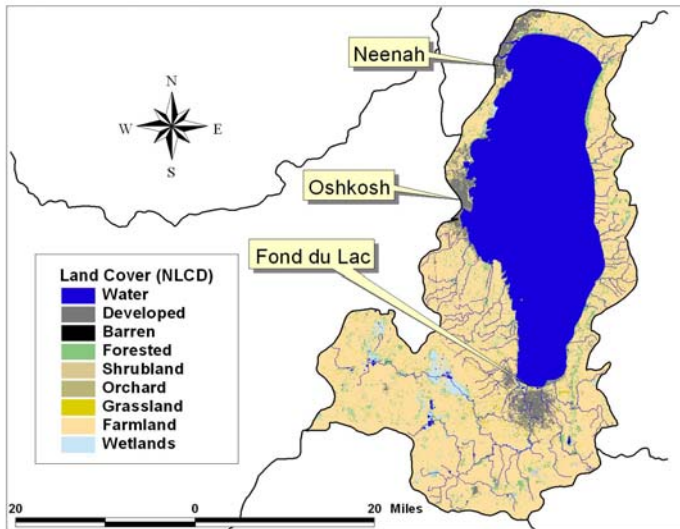 Neenah
N
W E
S
Oshkosh
Fond du Lac
Land Cover (NLCD)
Water
Developed
Barren
Forested
Shrubland
Orchard
Grassland
Farmland
Wetlands
20 0 20 Miles